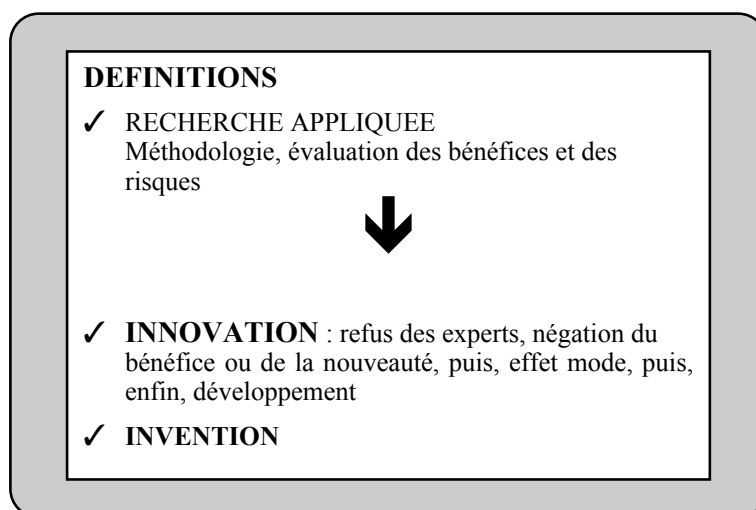 DEFINITIONS
✓ RECHERCHE APPLIQUEE
Méthodologie, évaluation des bénéfices et des
risques
✓ INNOVATION : refus des experts, négation du
bénéfice ou de la nouveauté, puis, effet mode, puis,
enfin, développement
✓ INVENTION